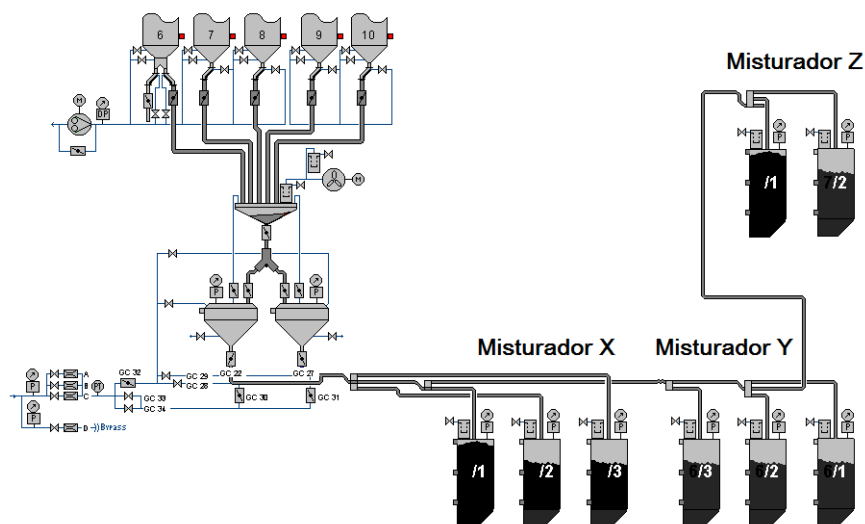 6 7 8 9 10
Misturador Z
M
DP
/1 7/2
P P
M
P P
Misturador X Misturador Y
GC 32
GC 29 GC 22 GC 27
GC 28
P A
B PT
C
GC 33
GC 34 GC 30 GC 31
P
D Bypass
P P P P P P
/1 /2 /3 6/3 6/2 6/1